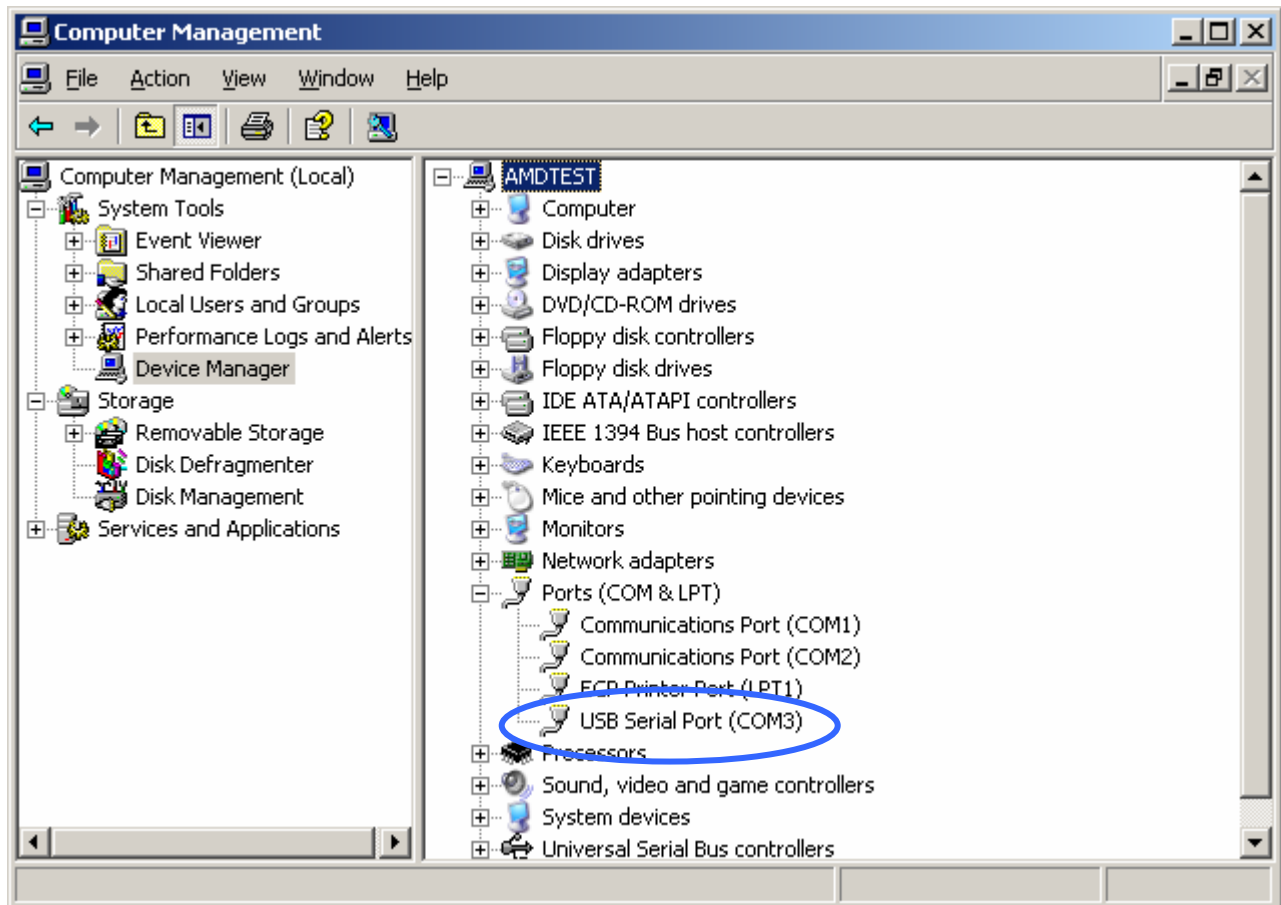 Computer Management
File Action View Window Help
Computer Management (Local)
System Tools
Event Viewer
Shared Folders
Local Users and Groups
Performance Logs and Alerts
Device Manager
Storage
Removable Storage
Disk Defragmenter
Disk Management
Services and Applications
AMDTEST
Computer
Disk drives
Display adapters
DVD/CD-ROM drives
Floppy disk controllers
Floppy disk drives
IDE ATA/ATAPI controllers
IEEE 1394 Bus host controllers
Keyboards
Mice and other pointing devices
Monitors
Network adapters
Ports (COM & LPT)
Communications Port (COM1)
Communications Port (COM2)
ECP Printer Port (LPT1)
USB Serial Port (COM3)
Processors
Sound, video and game controllers
System devices
Universal Serial Bus controllers